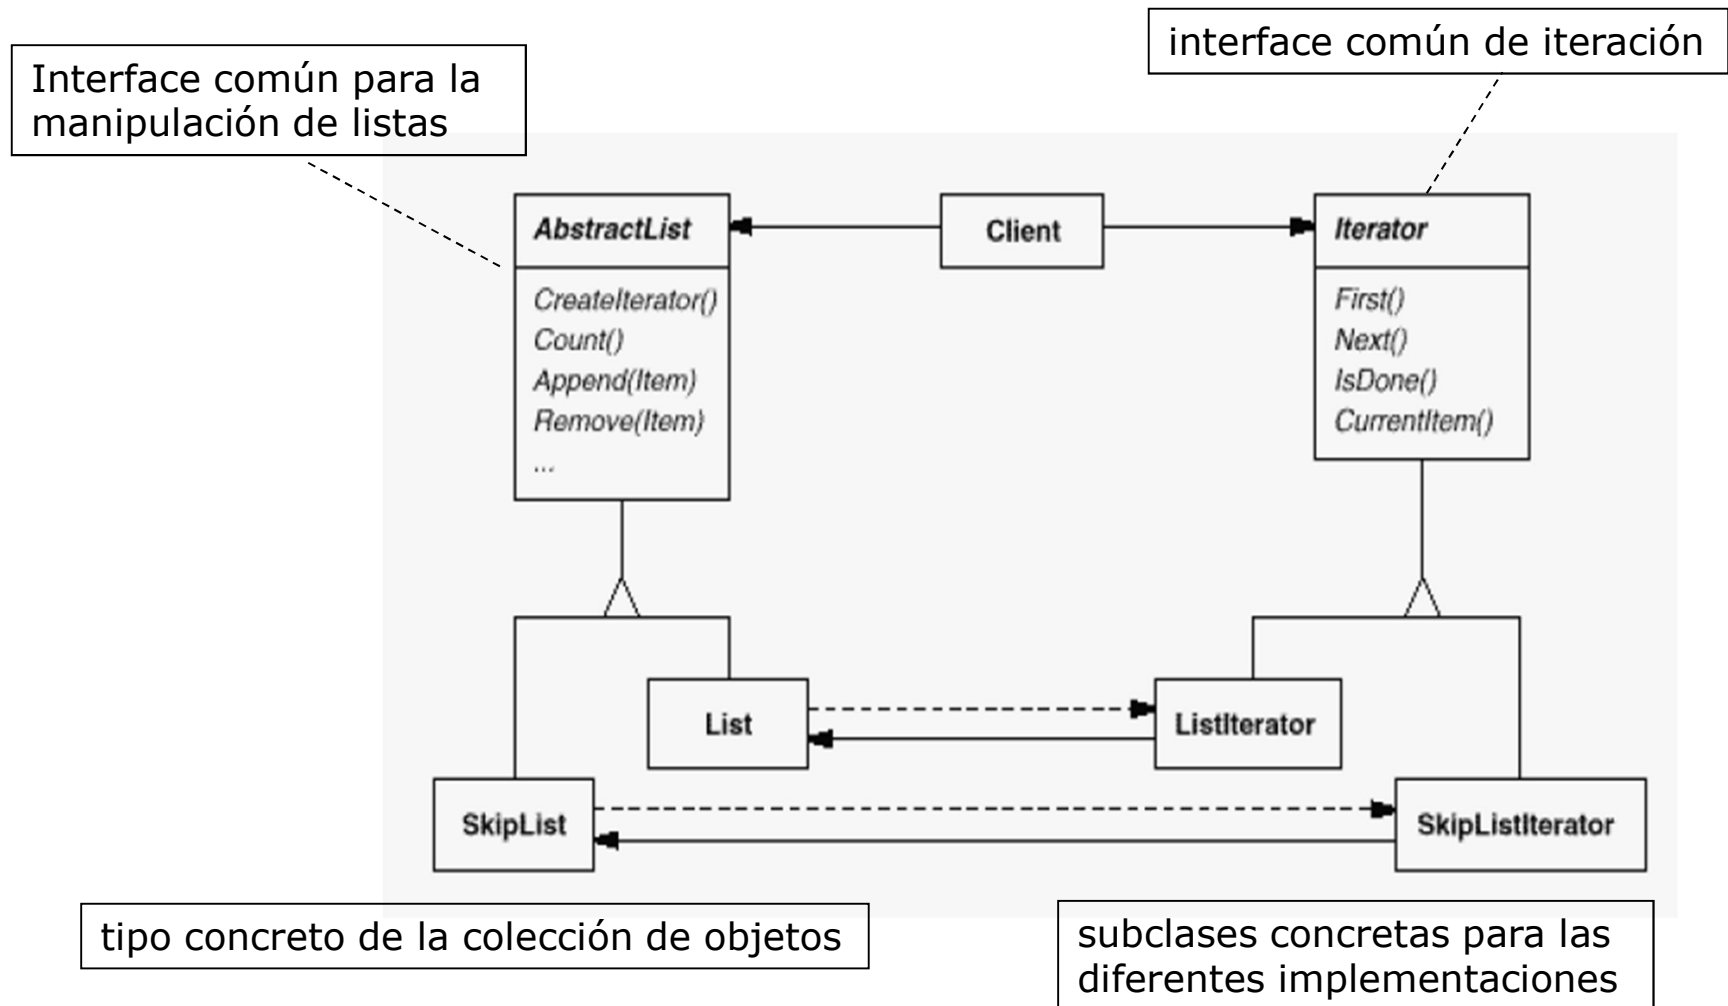 interface común de iteración
Interface común para la
manipulación de listas
AbstractList
CreateIterator()
Count()
Append(Item)
Remove(Item)
...
Client
Iterator
First()
Next()
IsDone()
CurrentItem()
List
ListIterator
SkipList
SkipListIterator
tipo concreto de la colección de objetos
subclases concretas para las
diferentes implementaciones